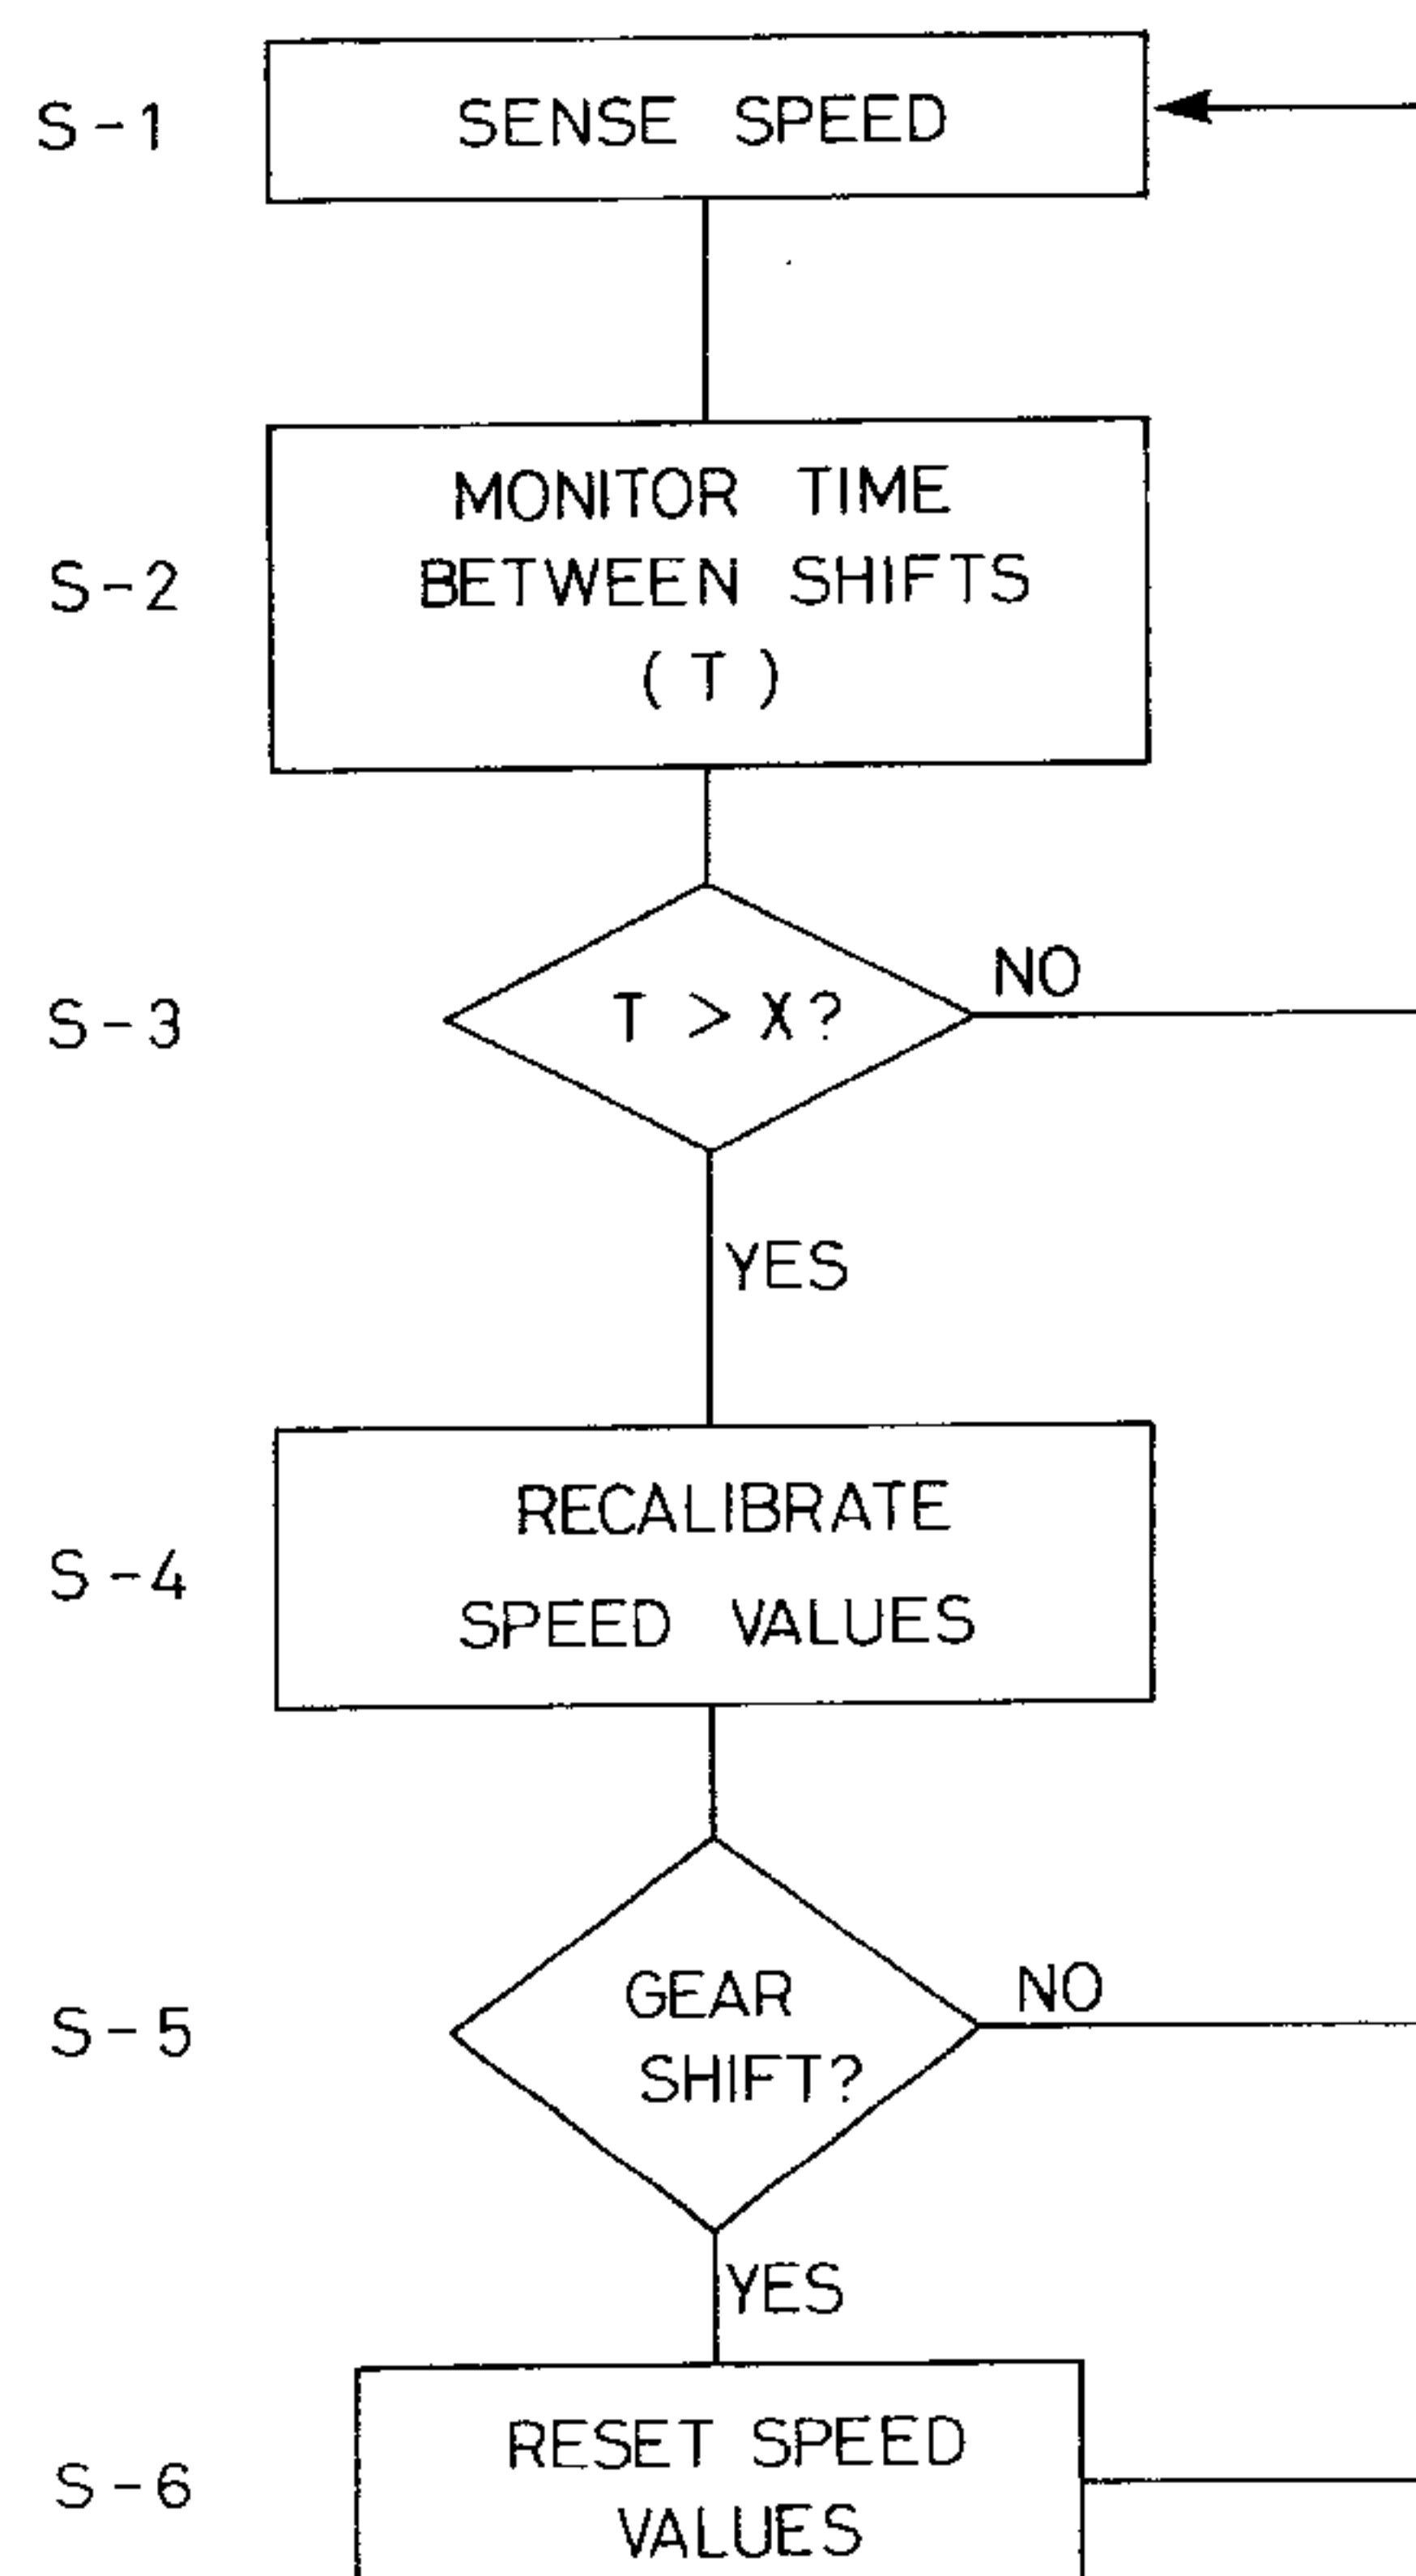 S-1
SENSE SPEED
S-2
MONITOR TIME
BETWEEN SHIFTS
(T)
S-3
T > X?
NO
YES
S-4
RECALIBRATE
SPEED VALUES
S-5
GEAR
SHIFT?
NO
YES
S-6
RESET SPEED
VALUES